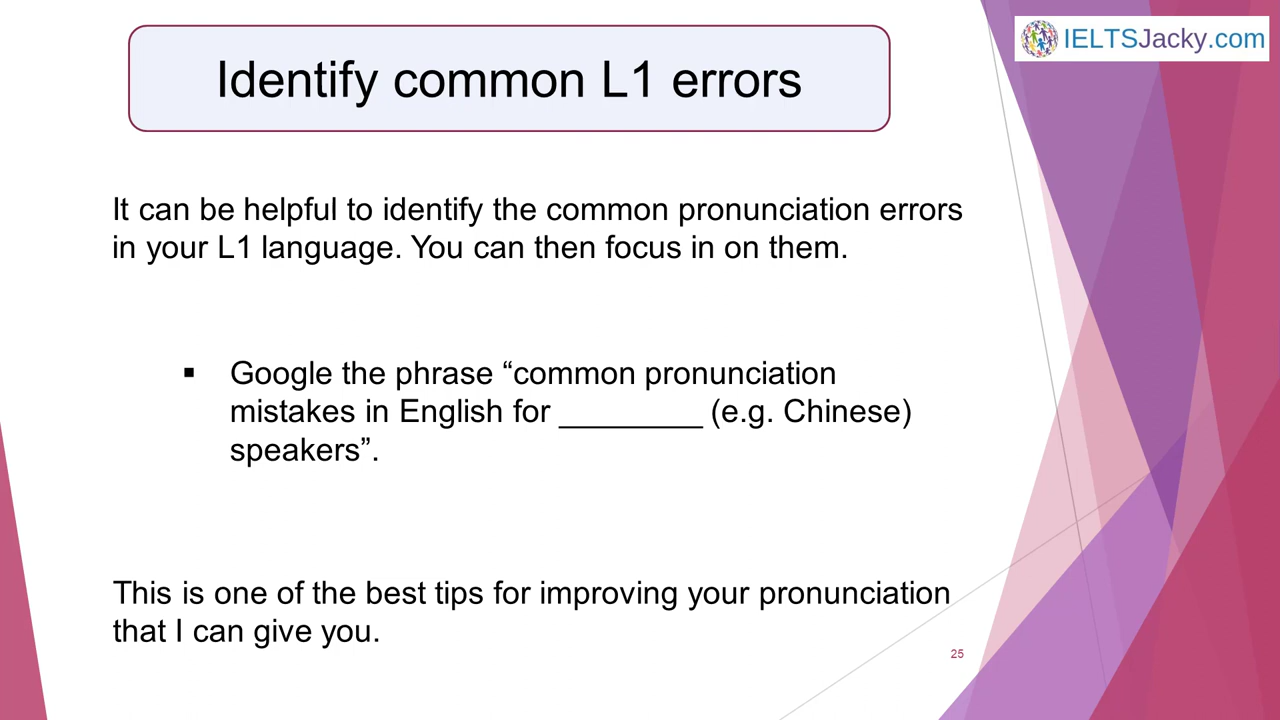 IELTSJacky.com
Identify common L1 errors
It can be helpful to identify the common pronunciation errors
in your L1 language. You can then focus in on them.
▪ Google the phrase “common pronunciation
mistakes in English for ________ (e.g. Chinese)
speakers”.
This is one of the best tips for improving your pronunciation
that I can give you.
25